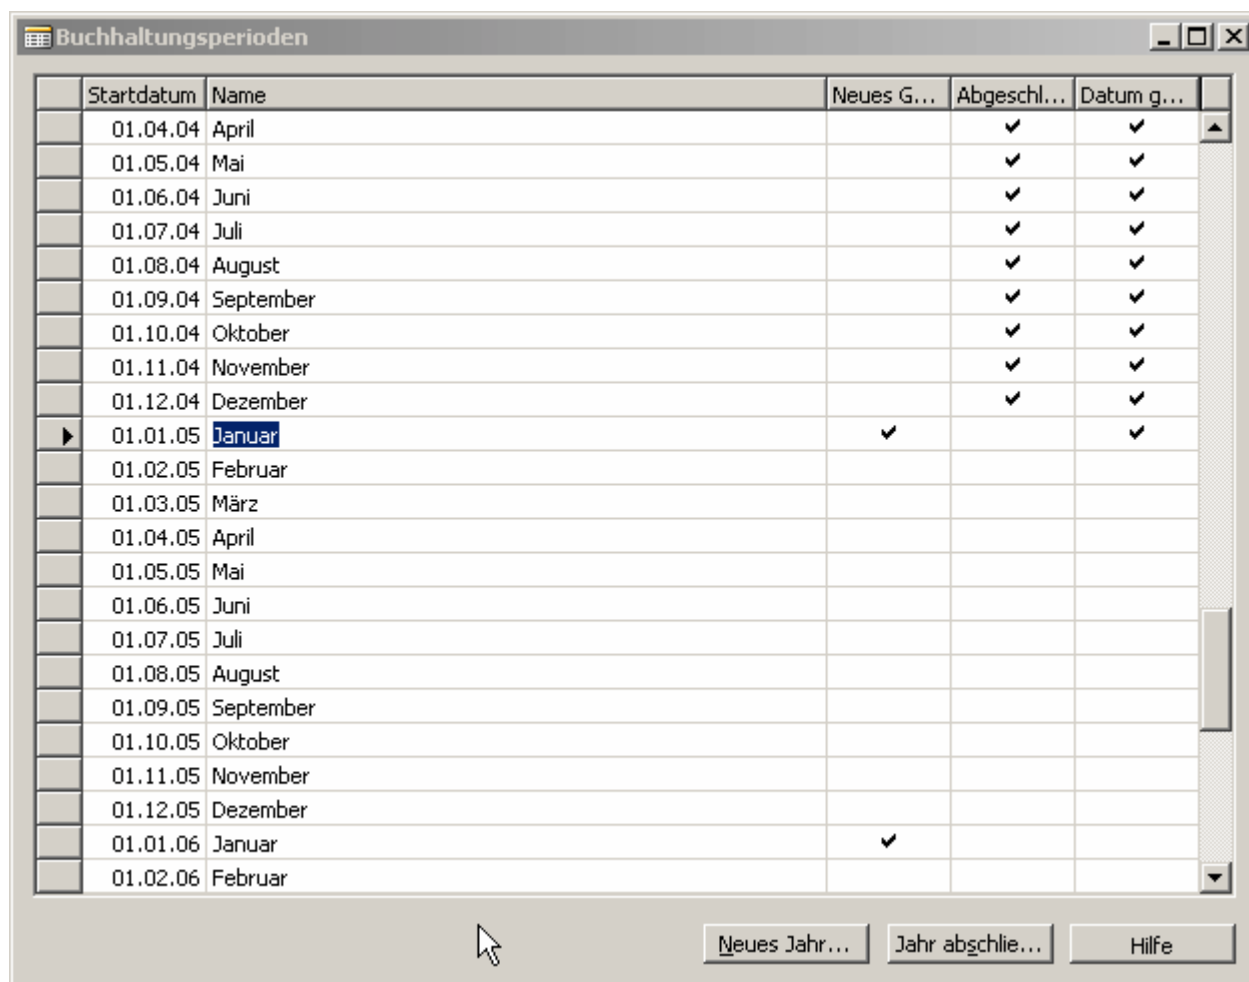 Buchhaltungsperioden
Startdatum Name Neues G... Abgeschl... Datum g...
01.04.04 April ✔ ✔
01.05.04 Mai ✔ ✔
01.06.04 Juni ✔ ✔
01.07.04 Juli ✔ ✔
01.08.04 August ✔ ✔
01.09.04 September ✔ ✔
01.10.04 Oktober ✔ ✔
01.11.04 November ✔ ✔
01.12.04 Dezember ✔ ✔
01.01.05 Januar ✔ ✔
01.02.05 Februar
01.03.05 März
01.04.05 April
01.05.05 Mai
01.06.05 Juni
01.07.05 Juli
01.08.05 August
01.09.05 September
01.10.05 Oktober
01.11.05 November
01.12.05 Dezember
01.01.06 Januar ✔
01.02.06 Februar
Neues Jahr... Jahr abschlie... Hilfe